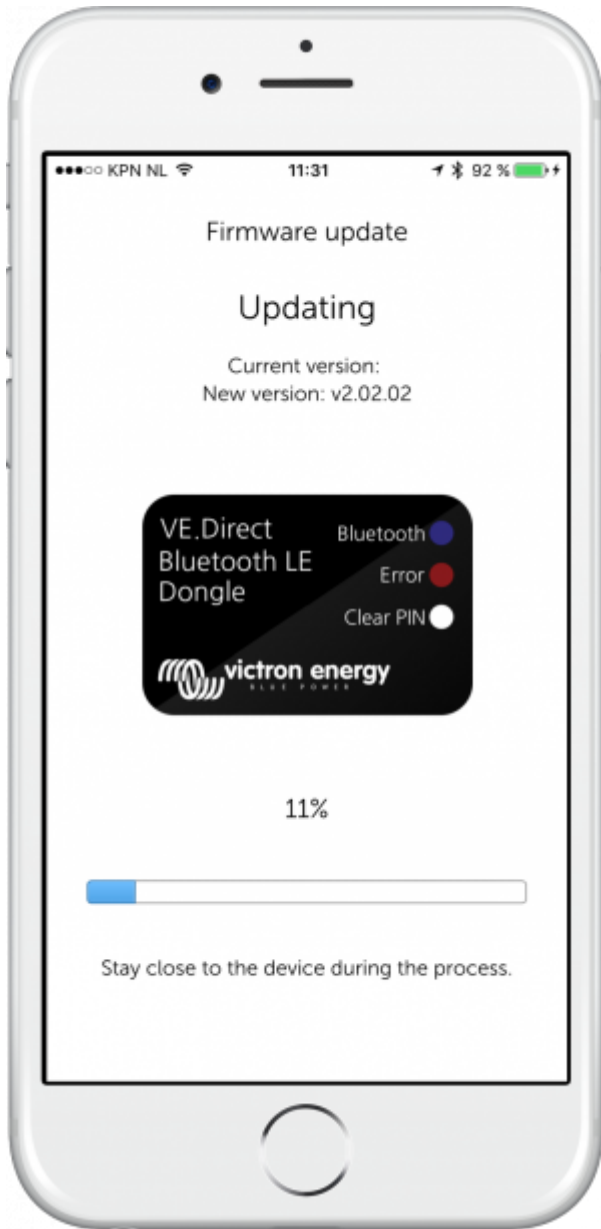 KPN NL 11:31 92 %
Firmware update
Updating
Current version:
New version: v2.02.02
VE.Direct
Bluetooth LE
Dongle
Bluetooth
Error
Clear PIN
victron energy
BLUE POWER
11%
Stay close to the device during the process.